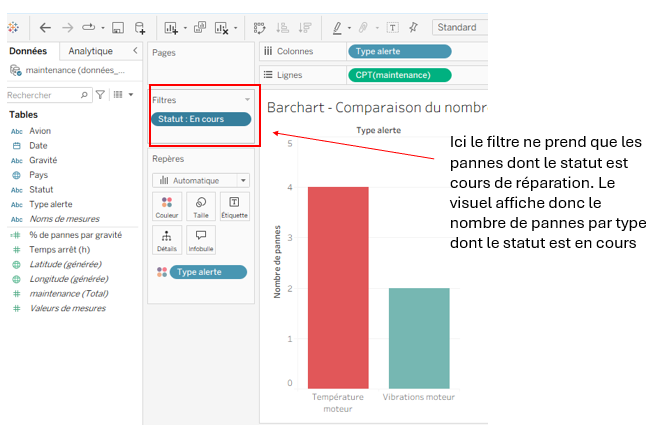 Standard
Données
Analytique
Pages
Colonnes
Type alerte
maintenance (données_...
Lignes
CPT(maintenance)
Rechercher
Filtres
Statut : En cours
Tables
Abc Avion
Date
Abc Gravité
Pays
Abc Statut
Abc Type alerte
Abc Noms de mesures
% de pannes par gravité
Temps arrêt (h)
Latitude (générée)
Longitude (générée)
maintenance (Total)
Valeurs de mesures
Repères
Automatique
Couleur
Taille
Étiquette
Détails
Infobulle
Type alerte
Barchart - Comparaison du nombre
Type alerte
Nombre de pannes
5
4
3
2
1
0
Température
moteur
Vibrations moteur
Ici le filtre ne prend que les
pannes dont le statut est
cours de réparation. Le
visuel affiche donc le
nombre de pannes par type
dont le statut est en cours